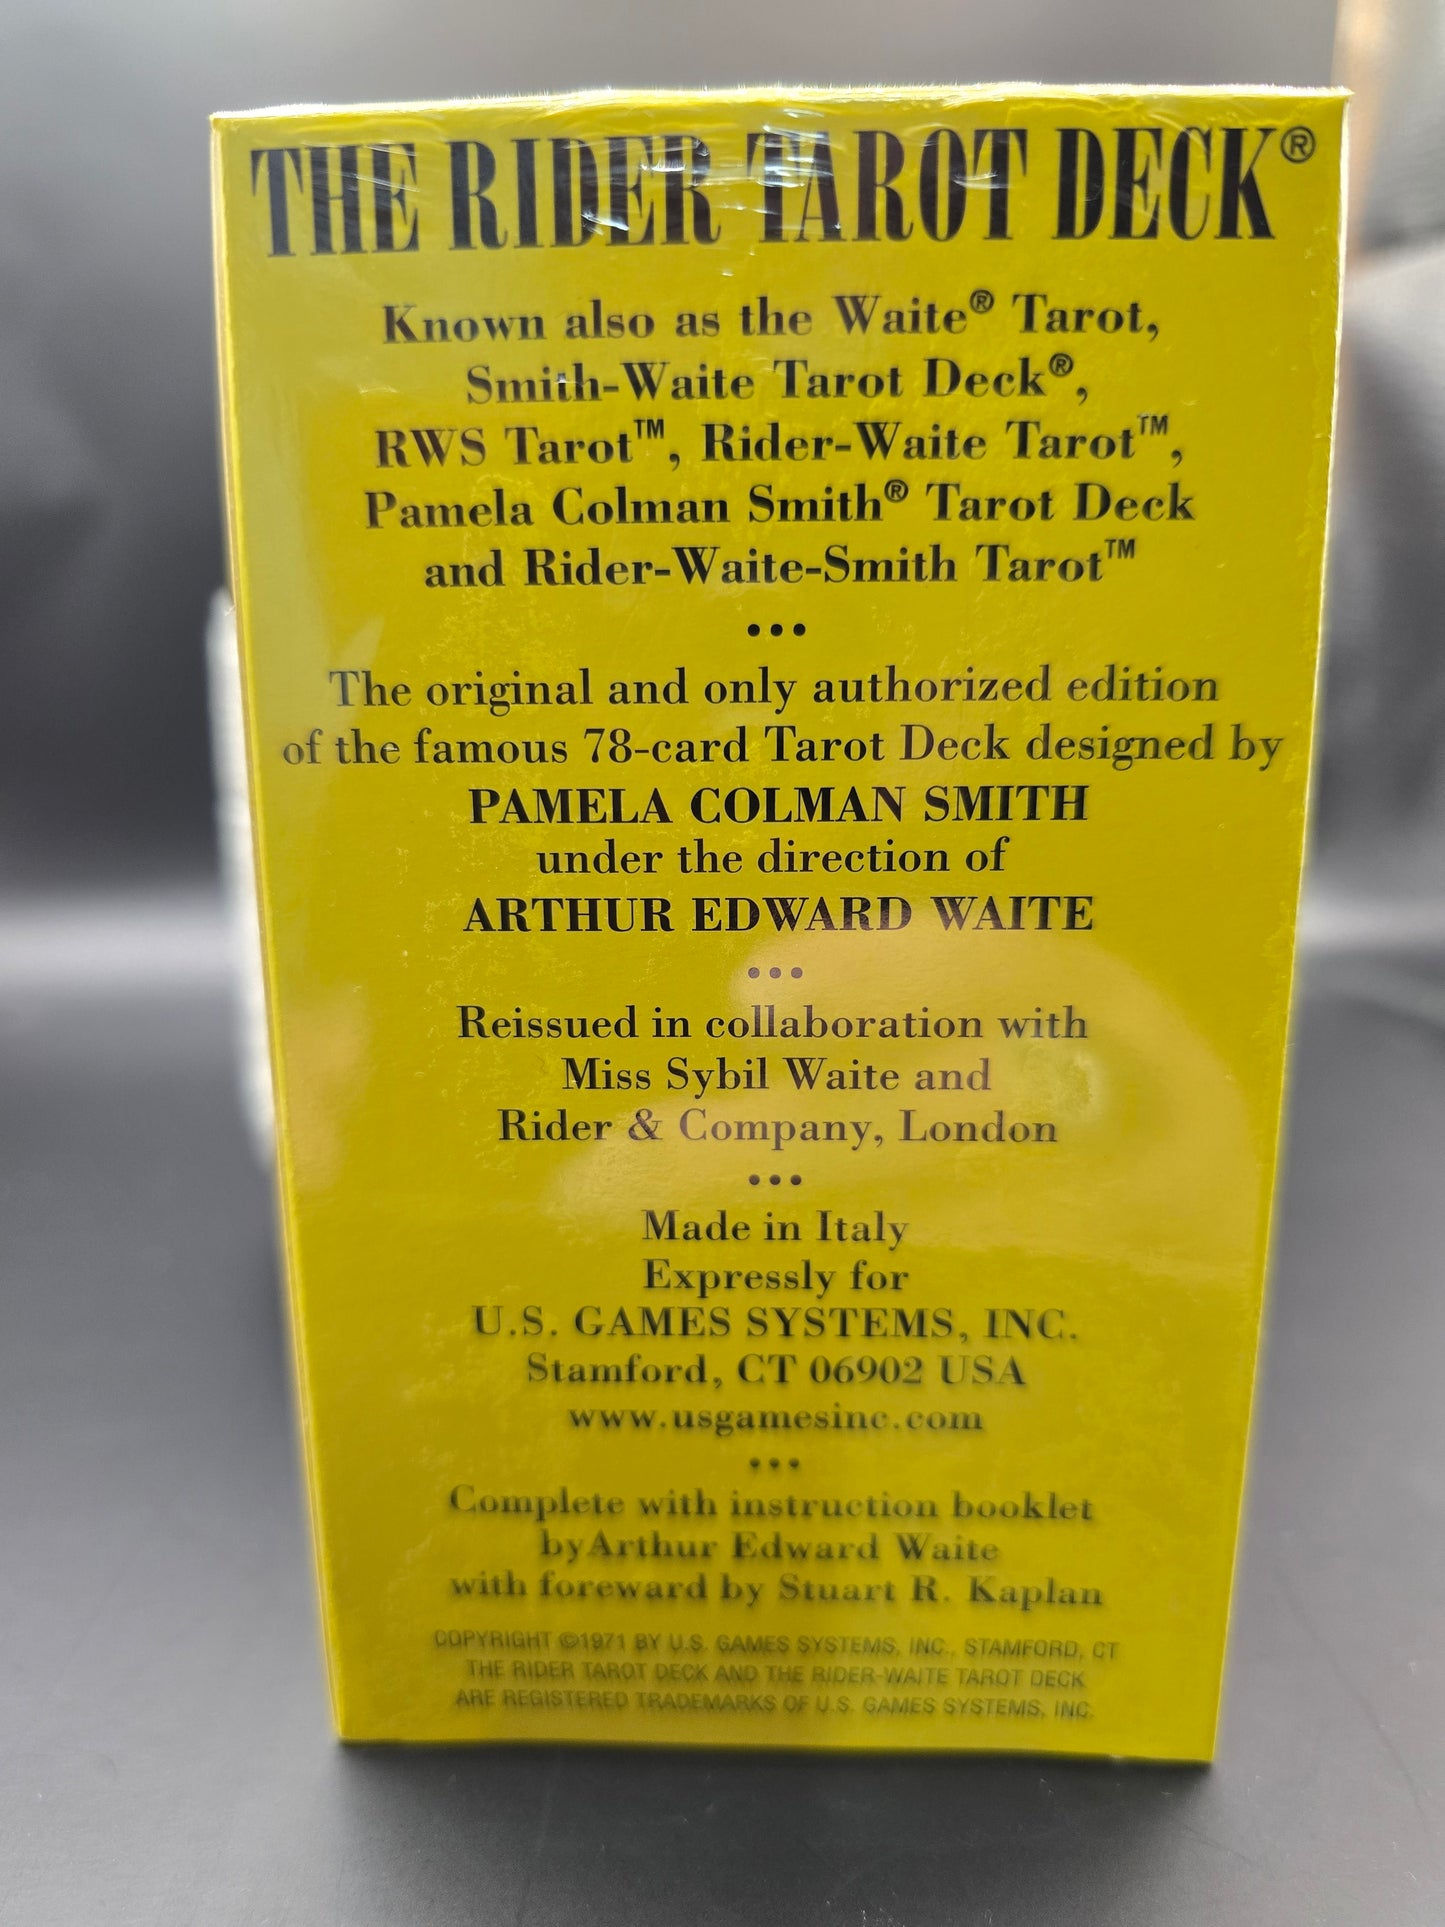 THE RIDER TAROT DECK®
Known also as the Waite® Tarot,
Smith-Waite Tarot Deck®,
RWS Tarot™, Rider-Waite Tarot™,
Pamela Colman Smith® Tarot Deck
and Rider-Waite-Smith Tarot™
•••
The original and only authorized edition
of the famous 78-card Tarot Deck designed by
PAMELA COLMAN SMITH
under the direction of
ARTHUR EDWARD WAITE
•••
Reissued in collaboration with
Miss Sybil Waite and
Rider & Company, London
•••
Made in Italy
Expressly for
U.S. GAMES SYSTEMS, INC.
Stamford, CT 06902 USA
www.usgamesinc.com
•••
Complete with instruction booklet
by Arthur Edward Waite
with foreward by Stuart R. Kaplan
COPYRIGHT ©1971 BY U.S. GAMES SYSTEMS, INC., STAMFORD, CT
THE RIDER TAROT DECK AND THE RIDER-WAITE TAROT DECK
ARE REGISTERED TRADEMARKS OF U.S. GAMES SYSTEMS, INC.